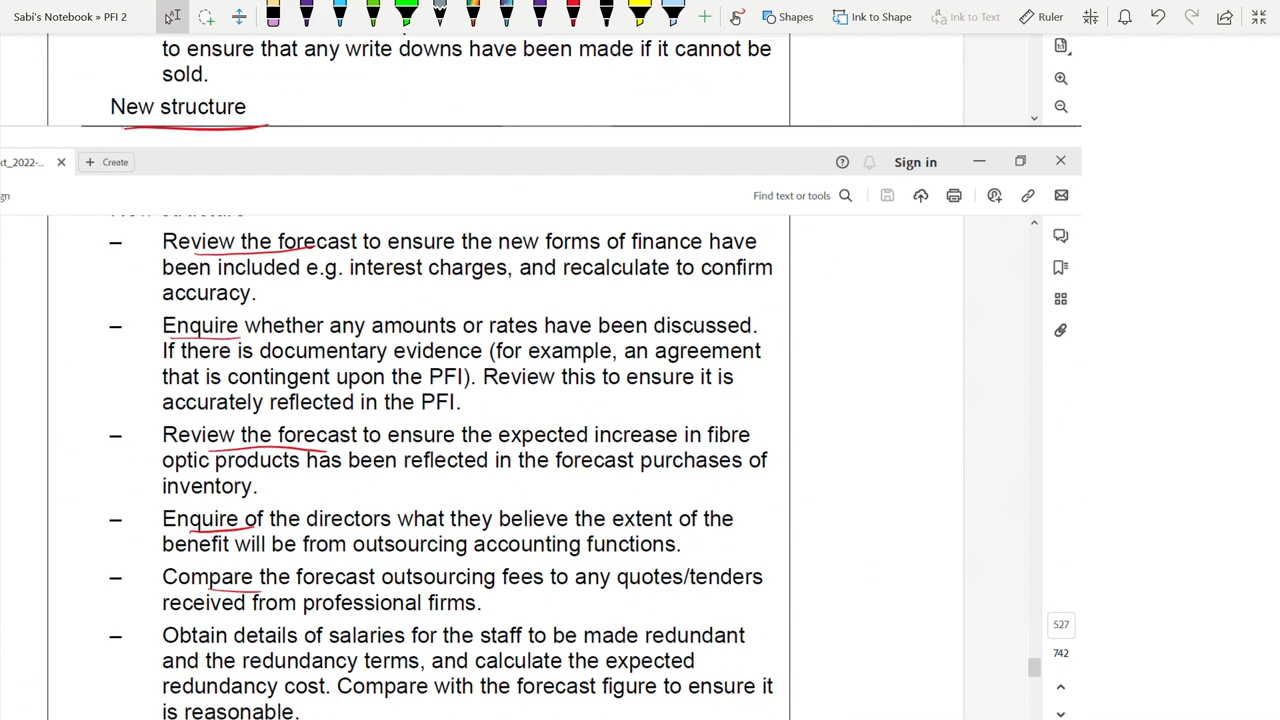 Sabi's Notebook » PFI 2
Shapes
Ink to Shape
Ink to Text
Ruler
to ensure that any write downs have been made if it cannot be
sold.
New structure
ct_2022-...
Create
Sign in
gn
Find text or tools
– Review the forecast to ensure the new forms of finance have
been included e.g. interest charges, and recalculate to confirm
accuracy.
– Enquire whether any amounts or rates have been discussed.
If there is documentary evidence (for example, an agreement
that is contingent upon the PFI). Review this to ensure it is
accurately reflected in the PFI.
– Review the forecast to ensure the expected increase in fibre
optic products has been reflected in the forecast purchases of
inventory.
– Enquire of the directors what they believe the extent of the
benefit will be from outsourcing accounting functions.
– Compare the forecast outsourcing fees to any quotes/tenders
received from professional firms.
– Obtain details of salaries for the staff to be made redundant
and the redundancy terms, and calculate the expected
redundancy cost. Compare with the forecast figure to ensure it
is reasonable.
527
742